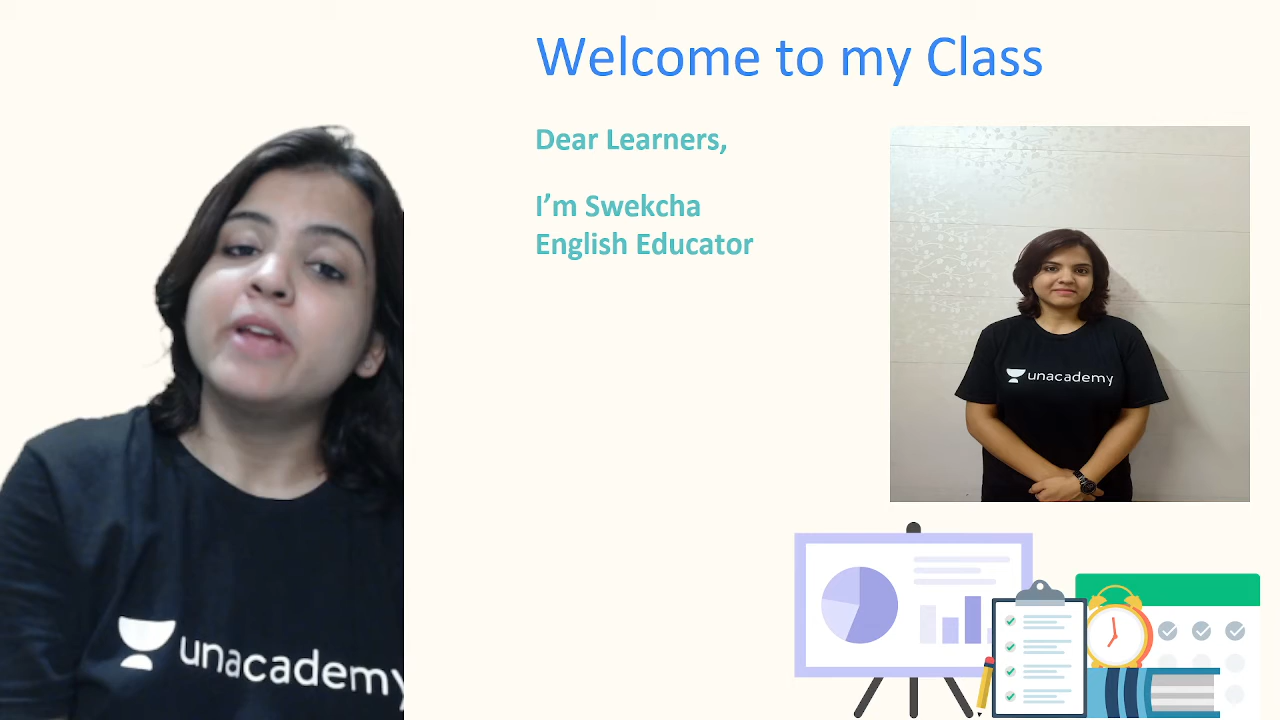 Welcome to my Class
Dear Learners,
I’m Swekcha
English Educator
unacademy
unacademy